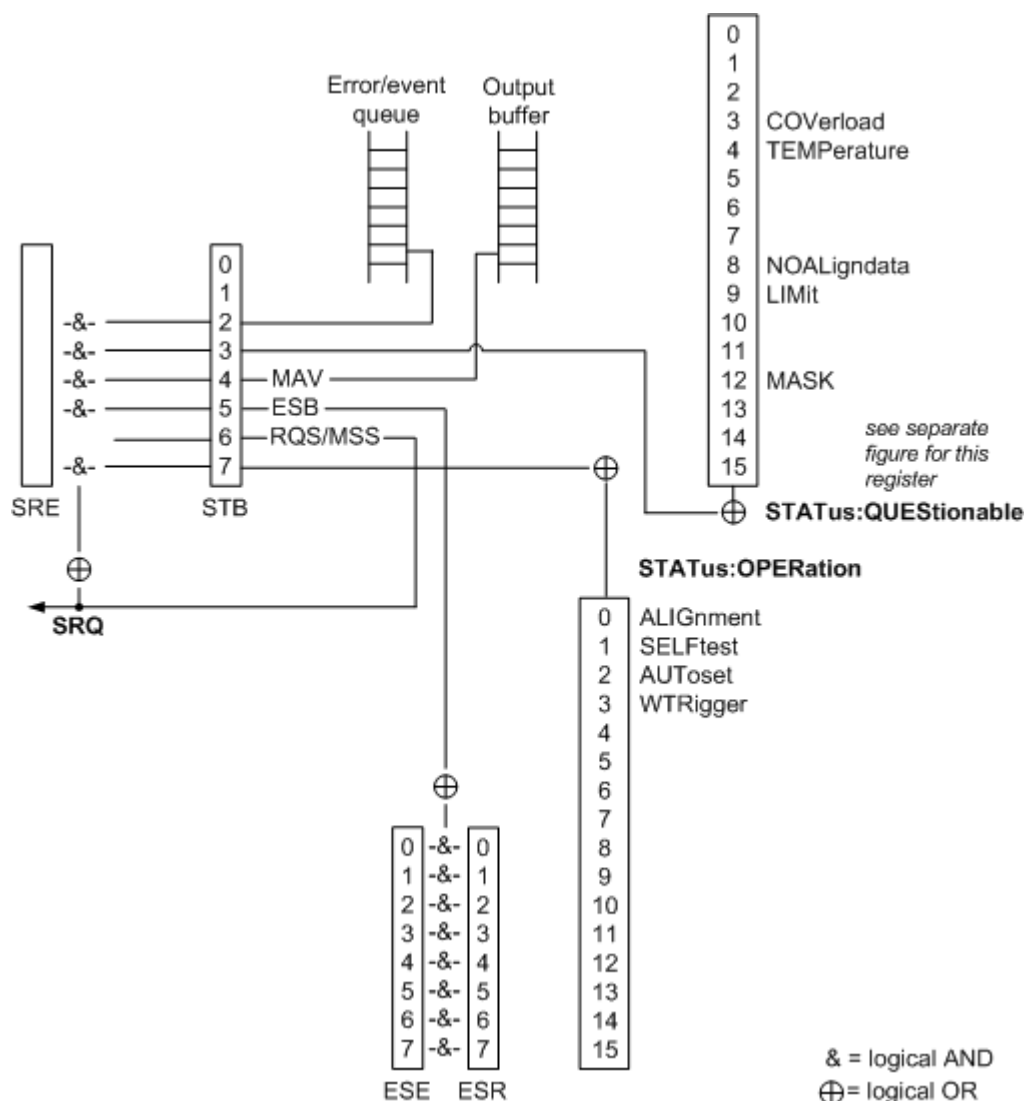 Error/event
queue
Output
buffer
0
1
2
3 COVerload
4 TEMPerature
5
6
7
8 NOALigndata
9 LIMit
10
11
12 MASK
13
14
15
see separate
figure for this
register
STATus:QUEStionable
0
1
-&- 2
-&- 3
-&- 4 MAV
-&- 5 ESB
6 RQS/MSS
-&- 7
SRE STB
SRQ
STATus:OPERation
0 ALIGnment
1 SELFtest
2 AUToset
3 WTRigger
4
5
6
7
8
9
10
11
12
13
14
15
0 -&- 0
1 -&- 1
2 -&- 2
3 -&- 3
4 -&- 4
5 -&- 5
6 -&- 6
7 -&- 7
ESE ESR
& = logical AND
⊕ = logical OR